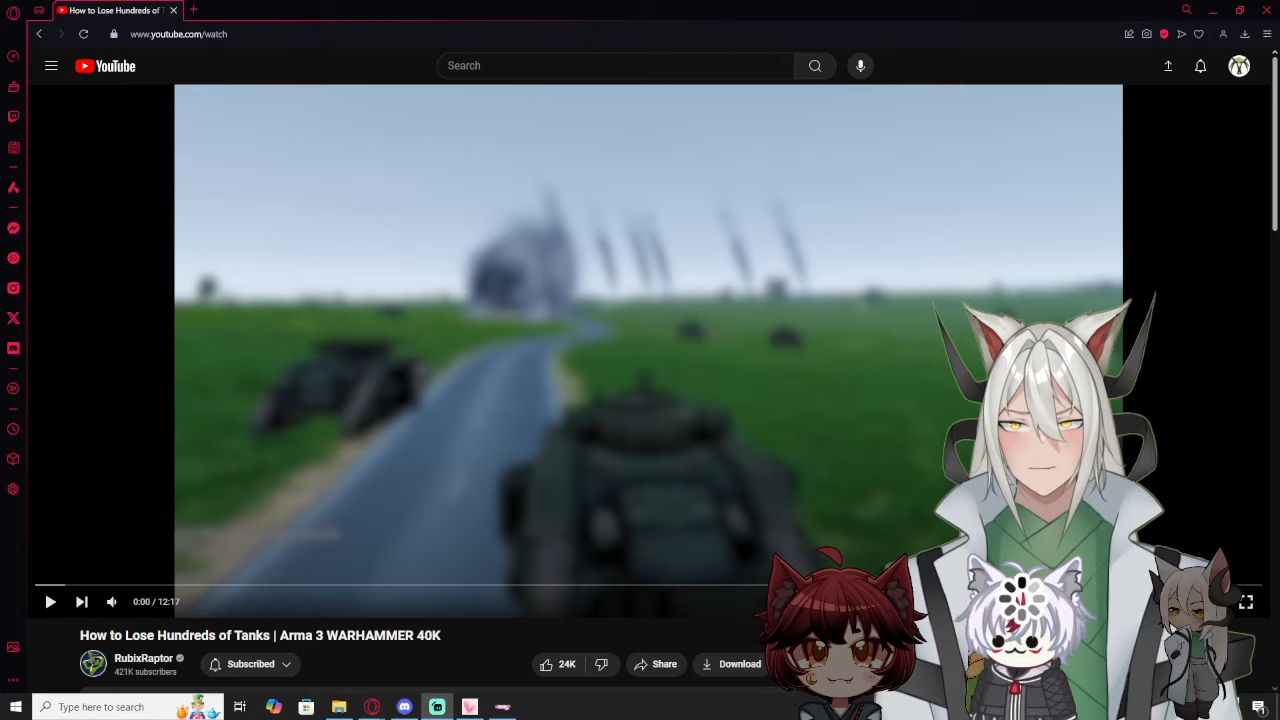 How to Lose Hundreds of
www.youtube.com/watch
YouTube
Search
0:00 / 12:17
How to Lose Hundreds of Tanks | Arma 3 WARHAMMER 40K
RubixRaptor
421K subscribers
Subscribed
24K
Share
Download
Type here to search